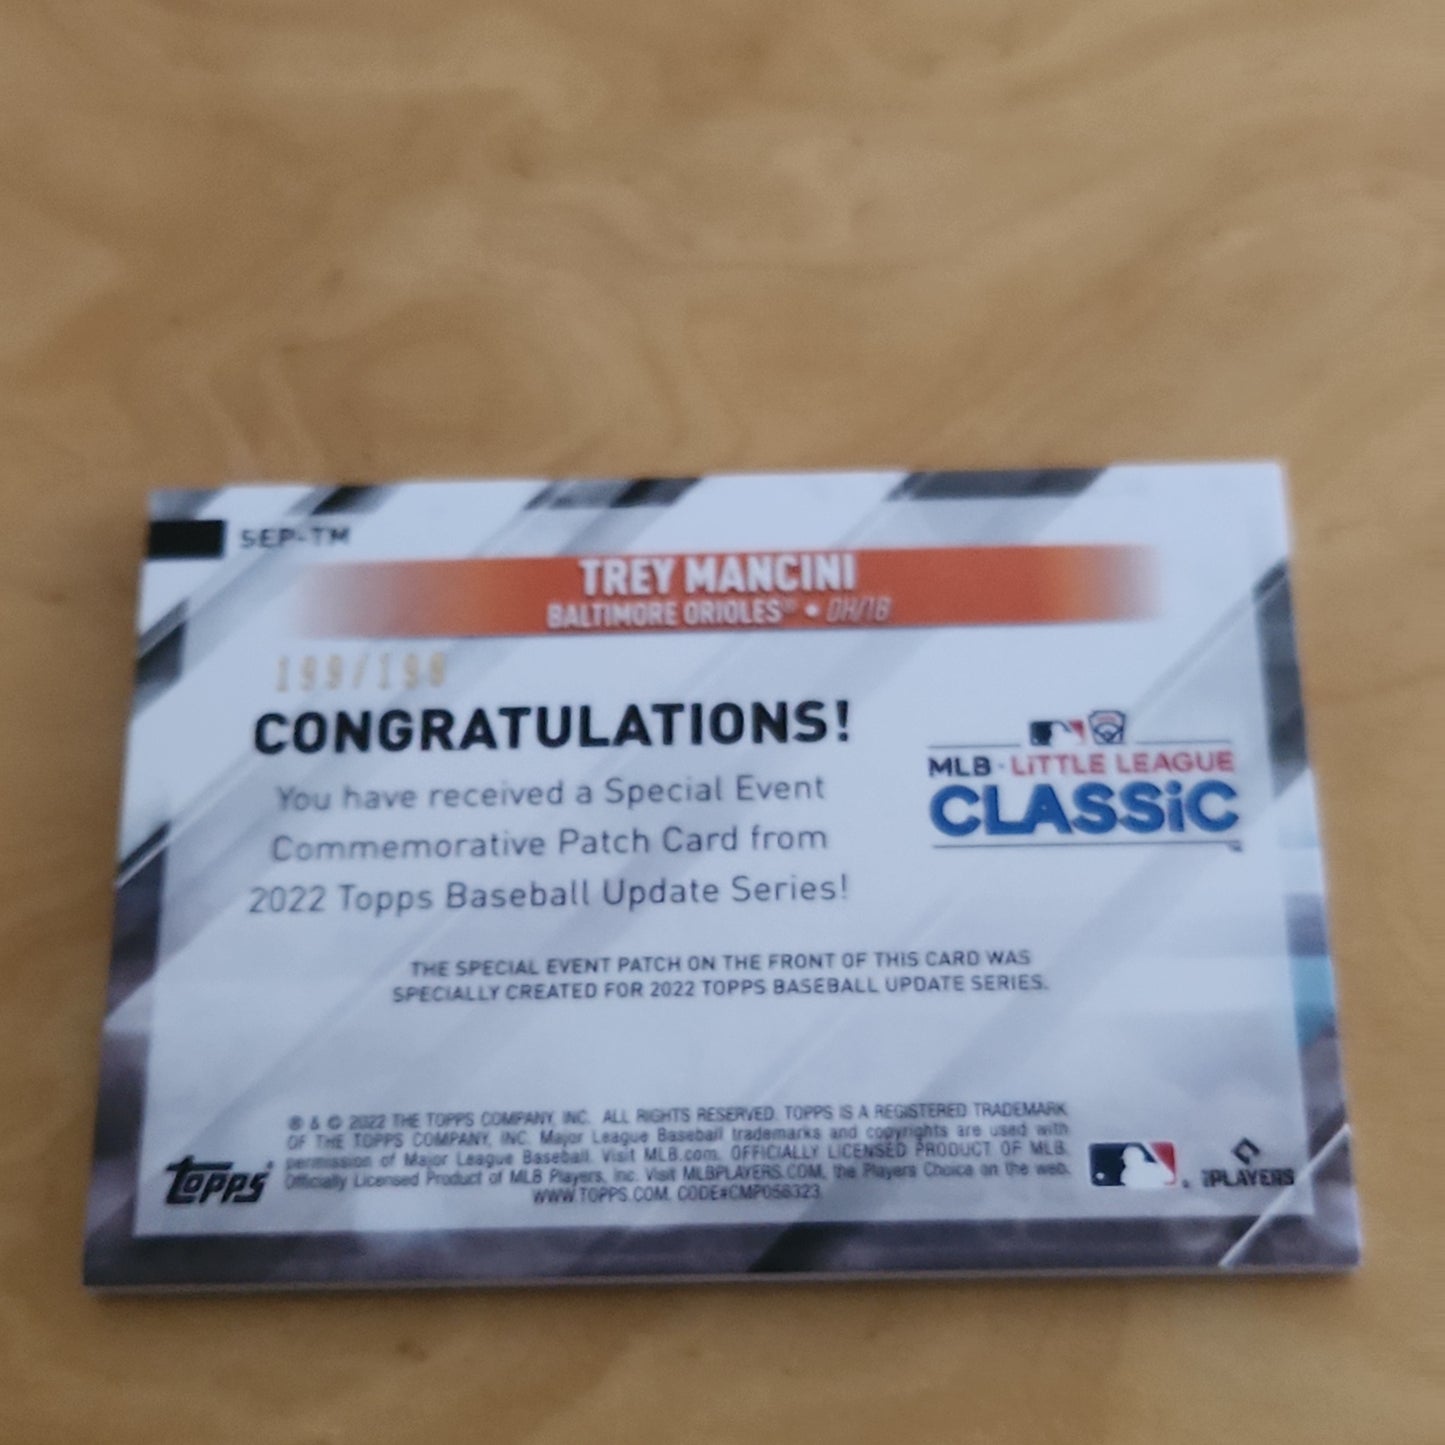 SEP-TM
TREY MANCINI
BALTIMORE ORIOLES® • DH/1B
CONGRATULATIONS!
You have received a Special Event
Commemorative Patch Card from
2022 Topps Baseball Update Series!
MLB · LiTTLE LEAGUE
CLASSiC
™
THE SPECIAL EVENT PATCH ON THE FRONT OF THIS CARD WAS
SPECIALLY CREATED FOR 2022 TOPPS BASEBALL UPDATE SERIES.
® & © 2022 THE TOPPS COMPANY, INC. ALL RIGHTS RESERVED. TOPPS IS A REGISTERED TRADEMARK
OF THE TOPPS COMPANY, INC. Major League Baseball trademarks and copyrights are used with
permission of Major League Baseball. Visit MLB.com. OFFICIALLY LICENSED PRODUCT OF MLB.
Officially Licensed Product of MLB Players, Inc. Visit MLBPLAYERS.COM, the Players Choice on the web.
WWW.TOPPS.COM. CODE#CMP056323
Topps®
PLAYERS